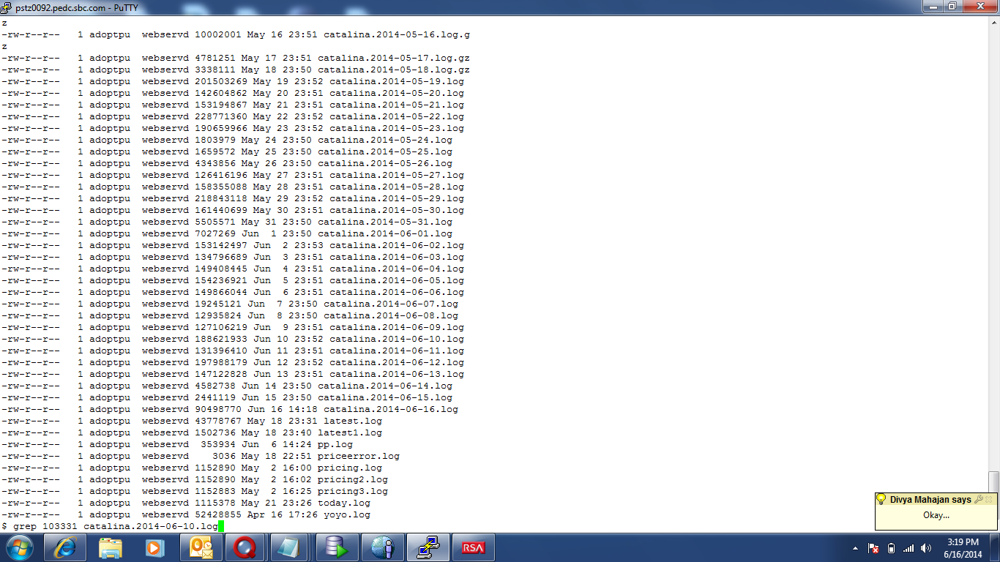 pstz0092.pedc.sbc.com - PuTTY
z
-rw-r--r--   1 adoptpu  webservd 10002001 May 16 23:51 catalina.2014-05-16.log.g
z
-rw-r--r--   1 adoptpu  webservd 4781251 May 17 23:51 catalina.2014-05-17.log.gz
-rw-r--r--   1 adoptpu  webservd 3338111 May 18 23:50 catalina.2014-05-18.log.gz
-rw-r--r--   1 adoptpu  webservd 201503269 May 19 23:52 catalina.2014-05-19.log
-rw-r--r--   1 adoptpu  webservd 142604862 May 20 23:51 catalina.2014-05-20.log
-rw-r--r--   1 adoptpu  webservd 153194867 May 21 23:51 catalina.2014-05-21.log
-rw-r--r--   1 adoptpu  webservd 228771360 May 22 23:52 catalina.2014-05-22.log
-rw-r--r--   1 adoptpu  webservd 190659966 May 23 23:52 catalina.2014-05-23.log
-rw-r--r--   1 adoptpu  webservd 1803979 May 24 23:50 catalina.2014-05-24.log
-rw-r--r--   1 adoptpu  webservd 1659572 May 25 23:50 catalina.2014-05-25.log
-rw-r--r--   1 adoptpu  webservd 4343856 May 26 23:50 catalina.2014-05-26.log
-rw-r--r--   1 adoptpu  webservd 126416196 May 27 23:51 catalina.2014-05-27.log
-rw-r--r--   1 adoptpu  webservd 158355088 May 28 23:51 catalina.2014-05-28.log
-rw-r--r--   1 adoptpu  webservd 218843118 May 29 23:52 catalina.2014-05-29.log
-rw-r--r--   1 adoptpu  webservd 161440699 May 30 23:51 catalina.2014-05-30.log
-rw-r--r--   1 adoptpu  webservd 5505571 May 31 23:50 catalina.2014-05-31.log
-rw-r--r--   1 adoptpu  webservd 7027269 Jun  1 23:50 catalina.2014-06-01.log
-rw-r--r--   1 adoptpu  webservd 153142497 Jun  2 23:53 catalina.2014-06-02.log
-rw-r--r--   1 adoptpu  webservd 134796689 Jun  3 23:51 catalina.2014-06-03.log
-rw-r--r--   1 adoptpu  webservd 149408445 Jun  4 23:51 catalina.2014-06-04.log
-rw-r--r--   1 adoptpu  webservd 154236921 Jun  5 23:51 catalina.2014-06-05.log
-rw-r--r--   1 adoptpu  webservd 149866044 Jun  6 23:51 catalina.2014-06-06.log
-rw-r--r--   1 adoptpu  webservd 19245121 Jun  7 23:50 catalina.2014-06-07.log
-rw-r--r--   1 adoptpu  webservd 12935824 Jun  8 23:50 catalina.2014-06-08.log
-rw-r--r--   1 adoptpu  webservd 127106219 Jun  9 23:51 catalina.2014-06-09.log
-rw-r--r--   1 adoptpu  webservd 188621933 Jun 10 23:52 catalina.2014-06-10.log
-rw-r--r--   1 adoptpu  webservd 131396410 Jun 11 23:51 catalina.2014-06-11.log
-rw-r--r--   1 adoptpu  webservd 197988179 Jun 12 23:52 catalina.2014-06-12.log
-rw-r--r--   1 adoptpu  webservd 147122828 Jun 13 23:51 catalina.2014-06-13.log
-rw-r--r--   1 adoptpu  webservd 4582738 Jun 14 23:50 catalina.2014-06-14.log
-rw-r--r--   1 adoptpu  webservd 2441119 Jun 15 23:50 catalina.2014-06-15.log
-rw-r--r--   1 adoptpu  webservd 90498770 Jun 16 14:18 catalina.2014-06-16.log
-rw-r--r--   1 adoptpu  webservd 43778767 May 18 23:31 latest.log
-rw-r--r--   1 adoptpu  webservd 1502736 May 18 23:40 latest1.log
-rw-r--r--   1 adoptpu  webservd  353934 Jun  6 14:24 pp.log
-rw-r--r--   1 adoptpu  webservd    3036 May 18 22:51 priceerror.log
-rw-r--r--   1 adoptpu  webservd 1152890 May  2 16:00 pricing.log
-rw-r--r--   1 adoptpu  webservd 1152890 May  2 16:02 pricing2.log
-rw-r--r--   1 adoptpu  webservd 1152883 May  2 16:25 pricing3.log
-rw-r--r--   1 adoptpu  webservd 1115378 May 21 23:26 today.log
-rw-r--r--   1 adoptpu  webservd 52428855 Apr 16 17:26 yoyo.log
$ grep 103331 catalina.2014-06-10.log
Divya Mahajan says
Okay...
RSA
3:19 PM
6/16/2014